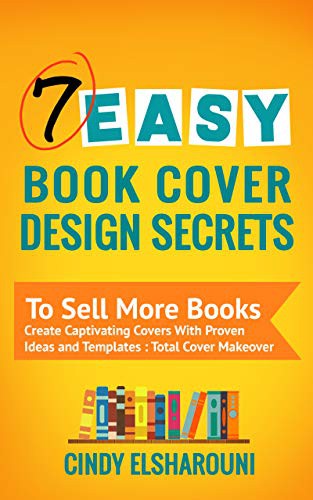 7 EASY
BOOK COVER
DESIGN SECRETS
To Sell More Books
Create Captivating Covers With Proven
Ideas and Templates : Total Cover Makeover
CINDY ELSHAROUNI